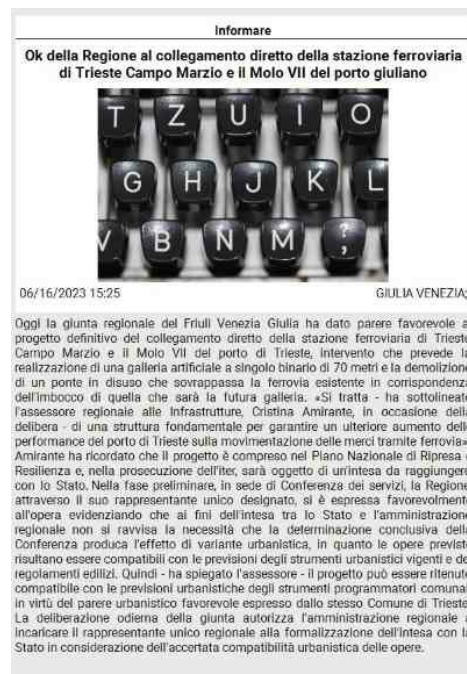 Informare
Ok della Regione al collegamento diretto della stazione ferroviaria
di Trieste Campo Marzio e il Molo VII del porto giuliano
T Z U I O
G H J K L
V B N M ? ;
06/16/2023 15:25 GIULIA VENEZIA;
Oggi la giunta regionale del Friuli Venezia Giulia ha dato parere favorevole a
progetto definitivo del collegamento diretto della stazione ferroviaria di Trieste
Campo Marzio e il Molo VII del porto di Trieste, intervento che prevede la
realizzazione di una galleria artificiale a singolo binario di 70 metri e la demolizione
di un ponte in disuso che sovrappassa la ferrovia esistente in corrispondenza
dell'imbocco di quella che sarà la futura galleria. «Si tratta - ha sottolineato
l'assessore regionale alle Infrastrutture, Cristina Amirante, in occasione della
delibera - di una struttura fondamentale per garantire un ulteriore aumento delle
performance del porto di Trieste sulla movimentazione delle merci tramite ferrovia».
Amirante ha ricordato che il progetto è compreso nel Piano Nazionale di Ripresa e
Resilienza e, nella prosecuzione dell'iter, sarà oggetto di un'intesa da raggiungere
con lo Stato. Nella fase preliminare, in sede di Conferenza dei servizi, la Regione
attraverso il suo rappresentante unico designato, si è espressa favorevolmente
all'opera evidenziando che ai fini dell'intesa tra lo Stato e l'amministrazione
regionale non si ravvisa la necessità che la determinazione conclusiva della
Conferenza produca l'effetto di variante urbanistica, in quanto le opere previste
risultano essere compatibili con le previsioni degli strumenti urbanistici vigenti e dei
regolamenti edilizi. Quindi - ha spiegato l'assessore - il progetto può essere ritenuto
compatibile con le previsioni urbanistiche degli strumenti programmatori comunali
in virtù del parere urbanistico favorevole espresso dallo stesso Comune di Trieste.
La deliberazione odierna della giunta autorizza l'amministrazione regionale a
incaricare il rappresentante unico regionale alla formalizzazione dell'intesa con lo
Stato in considerazione dell'accertata compatibilità urbanistica delle opere.